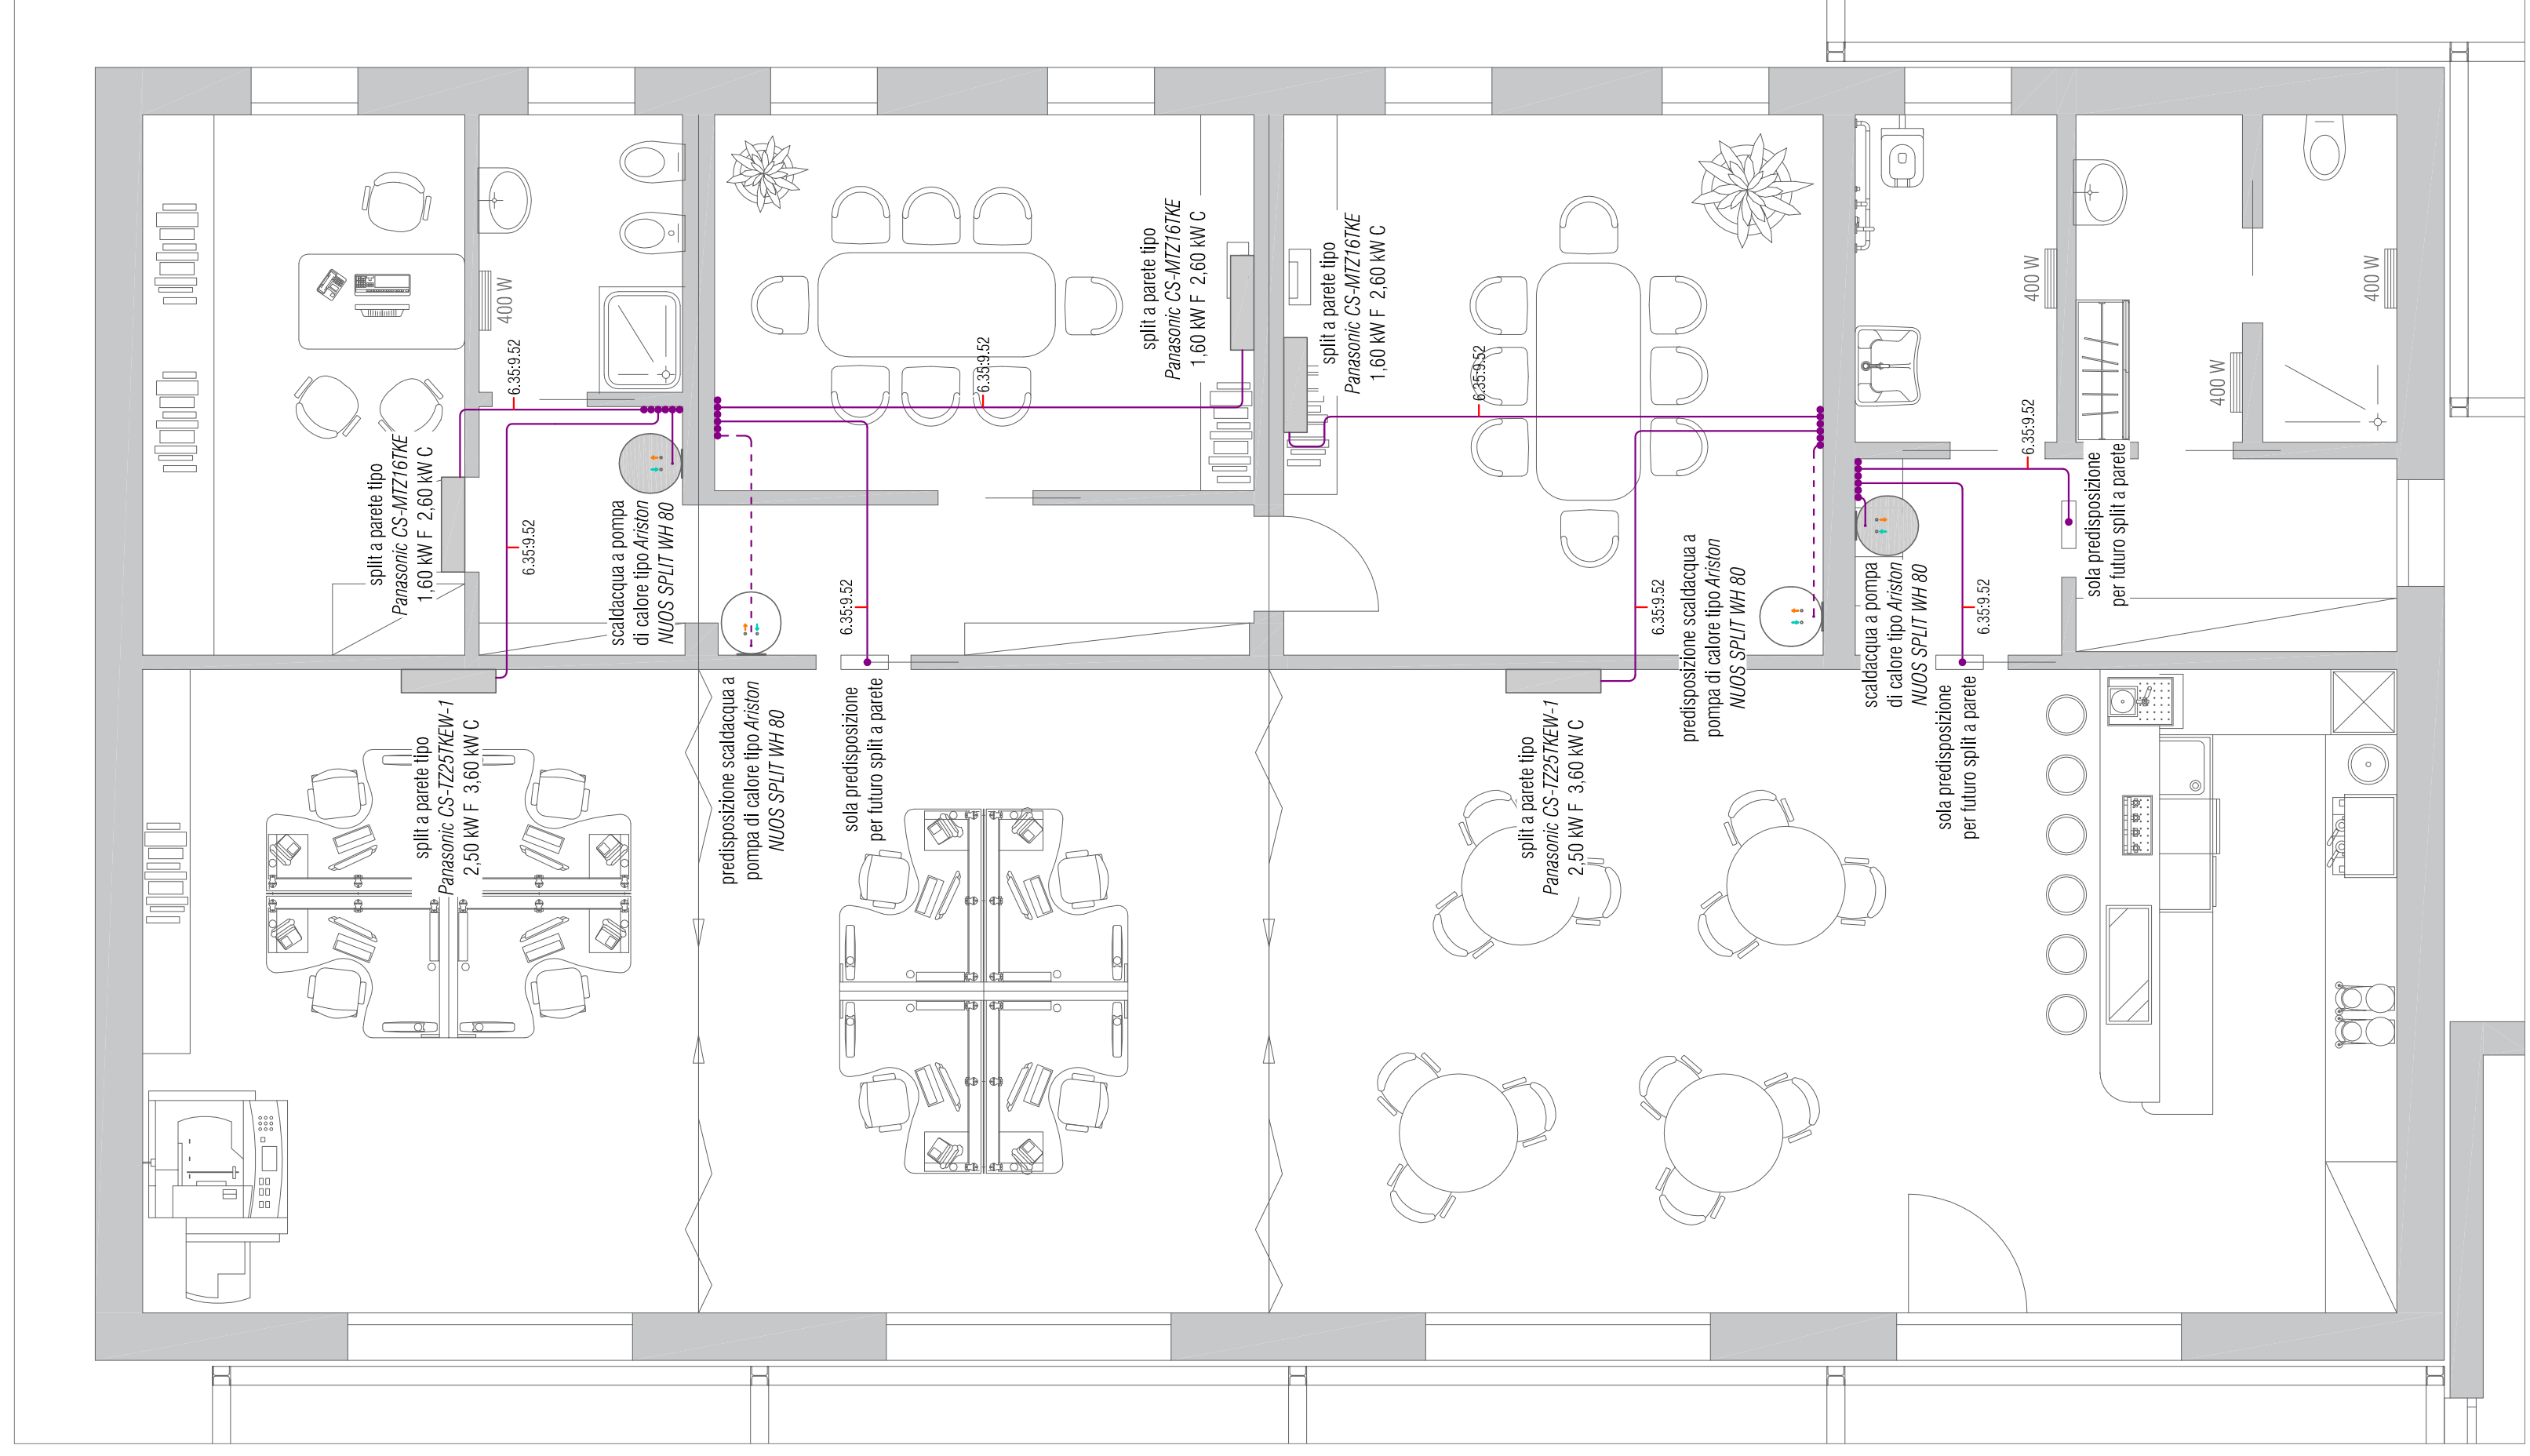 split a parete tipo
Panasonic CS-MTZ16TKE
1,60 kW F 2,60 kW C
400 W
6.35:9.52
6.35:9.52
scaldacqua a pompa
di calore tipo Ariston
NUOS SPLIT WH 80
split a parete tipo
Panasonic CS-TZ25TKEW-1
2,50 kW F 3,60 kW C
predisposizione scaldacqua a
pompa di calore tipo Ariston
NUOS SPLIT WH 80
6.35:9.52
sola predisposizione
per futuro split a parete
6.35:9.52
split a parete tipo
Panasonic CS-MTZ16TKE
1,60 kW F 2,60 kW C
split a parete tipo
Panasonic CS-MTZ16TKE
1,60 kW F 2,60 kW C
6.35:9.52
split a parete tipo
Panasonic CS-TZ25TKEW-1
2,50 kW F 3,60 kW C
6.35:9.52
predisposizione scaldacqua a
pompa di calore tipo Ariston
NUOS SPLIT WH 80
scaldacqua a pompa
di calore tipo Ariston
NUOS SPLIT WH 80
sola predisposizione
per futuro split a parete
6.35:9.52
6.35:9.52
400 W
sola predisposizione
per futuro split a parete
400 W
400 W